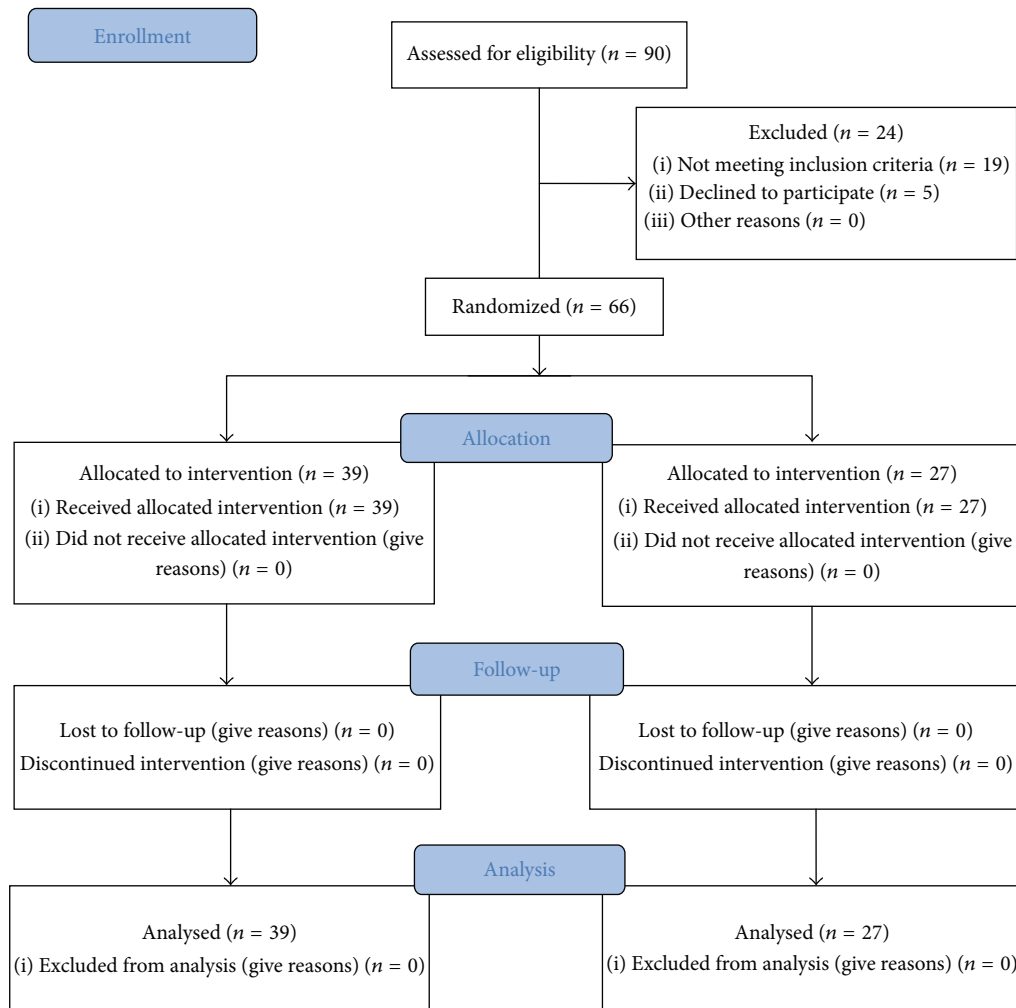 Enrollment
Assessed for eligibility (n = 90)
Excluded (n = 24)
(i) Not meeting inclusion criteria (n = 19)
(ii) Declined to participate (n = 5)
(iii) Other reasons (n = 0)
Randomized (n = 66)
Allocation
Allocated to intervention (n = 39)
(i) Received allocated intervention (n = 39)
(ii) Did not receive allocated intervention (give
reasons) (n = 0)
Allocated to intervention (n = 27)
(i) Received allocated intervention (n = 27)
(ii) Did not receive allocated intervention (give
reasons) (n = 0)
Follow-up
Lost to follow-up (give reasons) (n = 0)
Discontinued intervention (give reasons) (n = 0)
Lost to follow-up (give reasons) (n = 0)
Discontinued intervention (give reasons) (n = 0)
Analysis
Analysed (n = 39)
(i) Excluded from analysis (give reasons) (n = 0)
Analysed (n = 27)
(i) Excluded from analysis (give reasons) (n = 0)